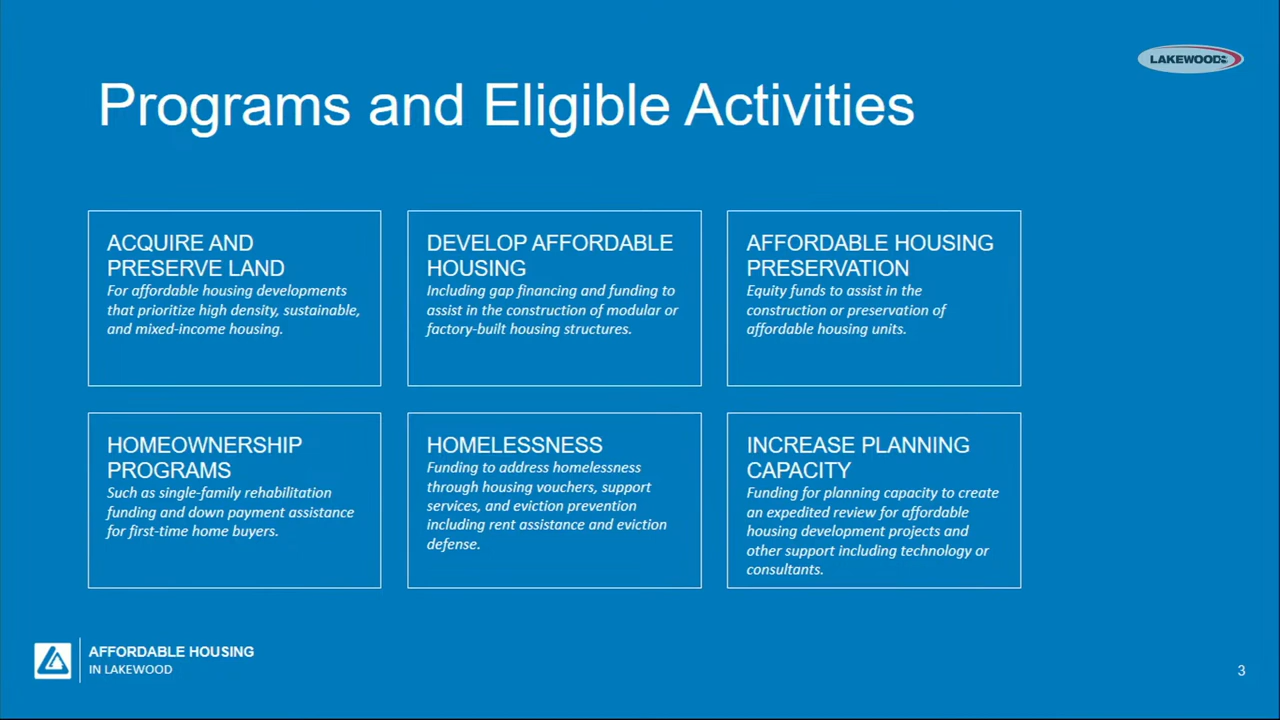 LAKEWOOD
Programs and Eligible Activities
ACQUIRE AND
PRESERVE LAND
For affordable housing developments
that prioritize high density, sustainable,
and mixed-income housing.
DEVELOP AFFORDABLE
HOUSING
Including gap financing and funding to
assist in the construction of modular or
factory-built housing structures.
AFFORDABLE HOUSING
PRESERVATION
Equity funds to assist in the
construction or preservation of
affordable housing units.
HOMEOWNERSHIP
PROGRAMS
Such as single-family rehabilitation
funding and down payment assistance
for first-time home buyers.
HOMELESSNESS
Funding to address homelessness
through housing vouchers, support
services, and eviction prevention
including rent assistance and eviction
defense.
INCREASE PLANNING
CAPACITY
Funding for planning capacity to create
an expedited review for affordable
housing development projects and
other support including technology or
consultants.
AFFORDABLE HOUSING
IN LAKEWOOD
3